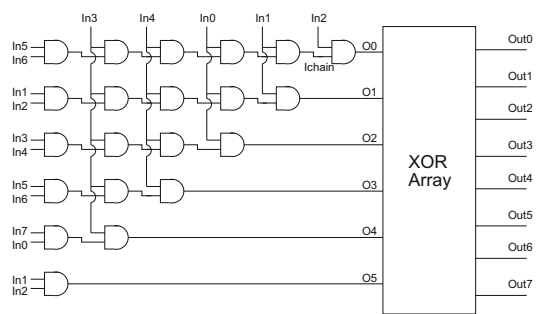 In3 In4 In0 In1 In2
In5
In6
Ichain
O0
In1
In2
O1
In3
In4
O2
In5
In6
O3
In7
In0
O4
In1
In2
O5
XOR
Array
Out0
Out1
Out2
Out3
Out4
Out5
Out6
Out7